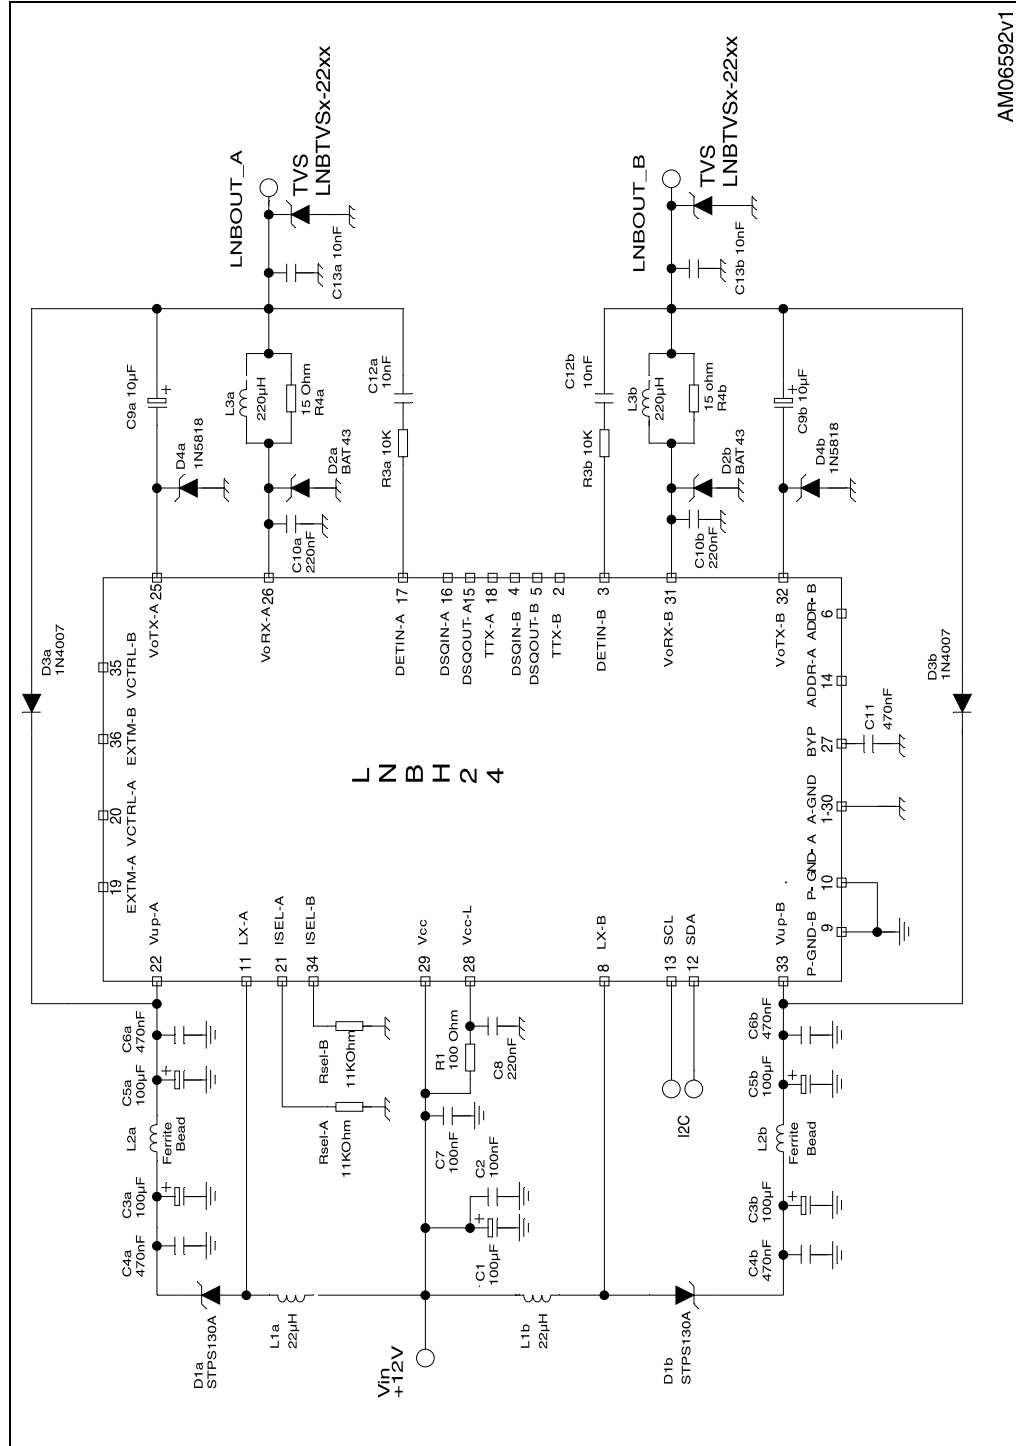 AM06592v1
LNBOUT_A
TVS
LNBTVSx-22xx
C13a 10nF
LNBOUT_B
TVS
LNBTVSx-22xx
C13b 10nF
C9a 10µF
+
D4a
1N5818
L3a
220µH
15 Ohm
R4a
D2a
BAT 43
C10a
220nF
C12a
10nF
R3a 10K
C12b
10nF
R3b 10K
L3b
220µH
15 ohm
R4b
D2b
BAT 43
C10b
220nF
C9b 10µF
+
D4b
1N5818
D3a
1N4007
D3b
1N4007
25
VoTX-A
26
VoRX-A
17
DETIN-A
16
DSQIN-A
15
DSQOUT-A
18
TTX-A
4
DSQIN-B
5
DSQOUT-B
2
TTX-B
3
DETIN-B
31
VoRX-B
32
VoTX-B
35
VCTRL-B
36
EXTM-B
20
VCTRL-A
19
EXTM-A
LNBH24
6
ADDR-B
14
ADDR-A
27
BYP
C11
470nF
1-30
A-GND
10
P-GND-A
9
P-GND-B
22
Vup-A
11
LX-A
21
ISEL-A
34
ISEL-B
29
Vcc
28
Vcc-L
8
LX-B
13
SCL
12
SDA
33
Vup-B
C6a
470nF
C5a
100µF
+
L2a
Ferrite
Bead
C3a
100µF
+
C4a
470nF
D1a
STPS130A
L1a
22µH
Rsel-B
11KOhm
Rsel-A
11KOhm
R1
100 Ohm
C8
220nF
C7
100nF
C2
100nF
C1
100µF
+
Vin
+12V
L1b
22µH
D1b
STPS130A
I2C
C6b
470nF
C5b
100µF
+
L2b
Ferrite
Bead
C3b
100µF
+
C4b
470nF